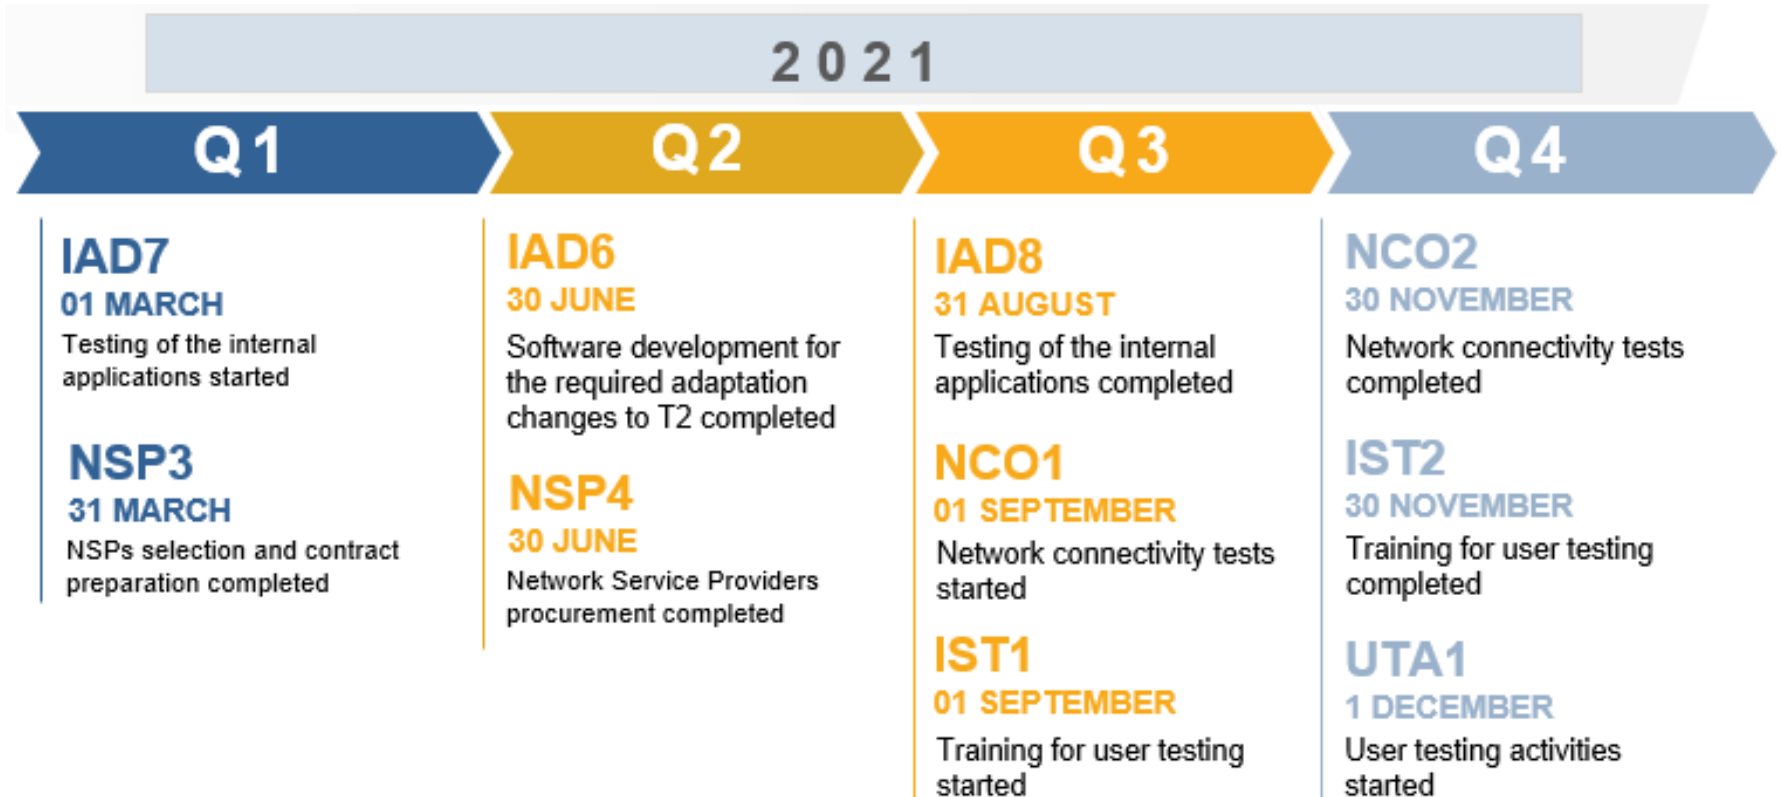 2021
Q1
Q2
Q3
Q4
IAD7
01 MARCH
Testing of the internal
applications started
NSP3
31 MARCH
NSPs selection and contract
preparation completed
IAD6
30 JUNE
Software development for
the required adaptation
changes to T2 completed
NSP4
30 JUNE
Network Service Providers
procurement completed
IAD8
31 AUGUST
Testing of the internal
applications completed
NCO1
01 SEPTEMBER
Network connectivity tests
started
IST1
01 SEPTEMBER
Training for user testing
started
NCO2
30 NOVEMBER
Network connectivity tests
completed
IST2
30 NOVEMBER
Training for user testing
completed
UTA1
1 DECEMBER
User testing activities
started